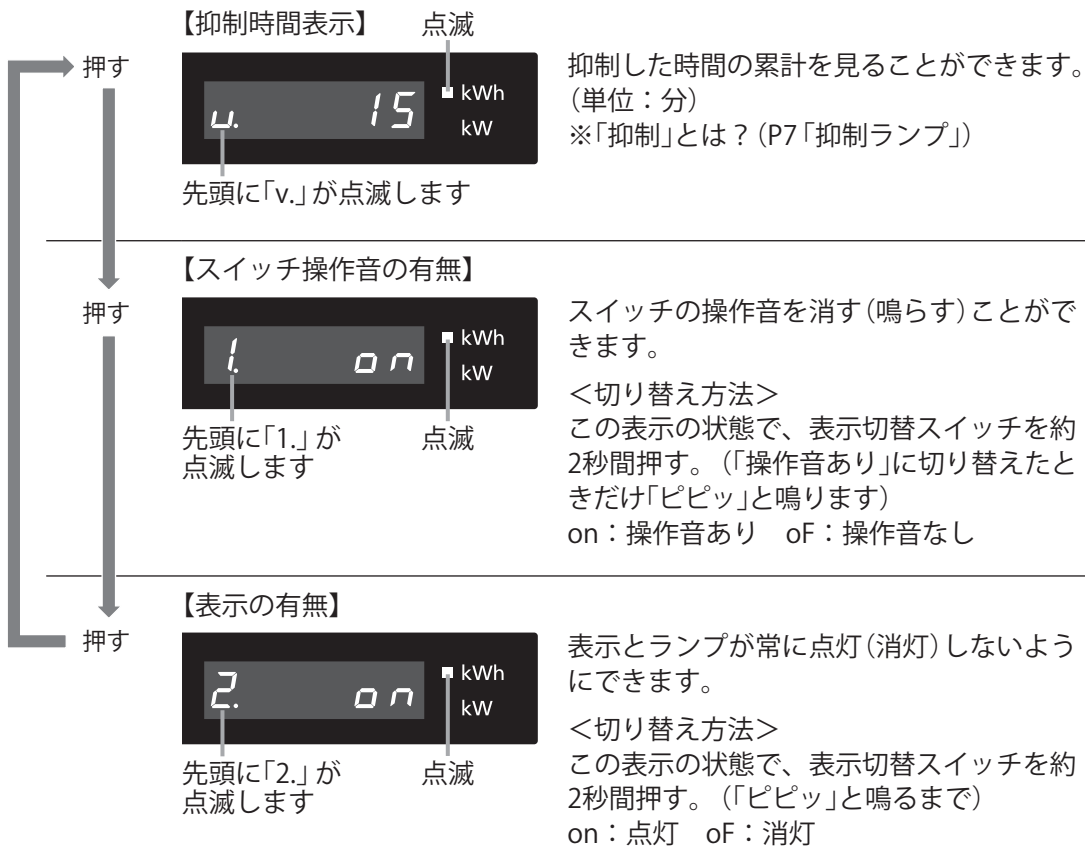 【抑制時間表示】
点滅
押す
u. 15
kWh
kW
先頭に「v.」が点滅します
抑制した時間の累計を見ることができます。
(単位：分)
※「抑制」とは？(P7「抑制ランプ」)
【スイッチ操作音の有無】
押す
1. on
kWh
kW
先頭に「1.」が
点滅します
点滅
スイッチの操作音を消す(鳴らす)ことがで
きます。
＜切り替え方法＞
この表示の状態で、表示切替スイッチを約
2秒間押す。(「操作音あり」に切り替えたと
きだけ「ピピッ」と鳴ります)
on：操作音あり　oF：操作音なし
【表示の有無】
押す
2. on
kWh
kW
先頭に「2.」が
点滅します
点滅
表示とランプが常に点灯(消灯)しないよう
にできます。
＜切り替え方法＞
この表示の状態で、表示切替スイッチを約
2秒間押す。(「ピピッ」と鳴るまで)
on：点灯　oF：消灯